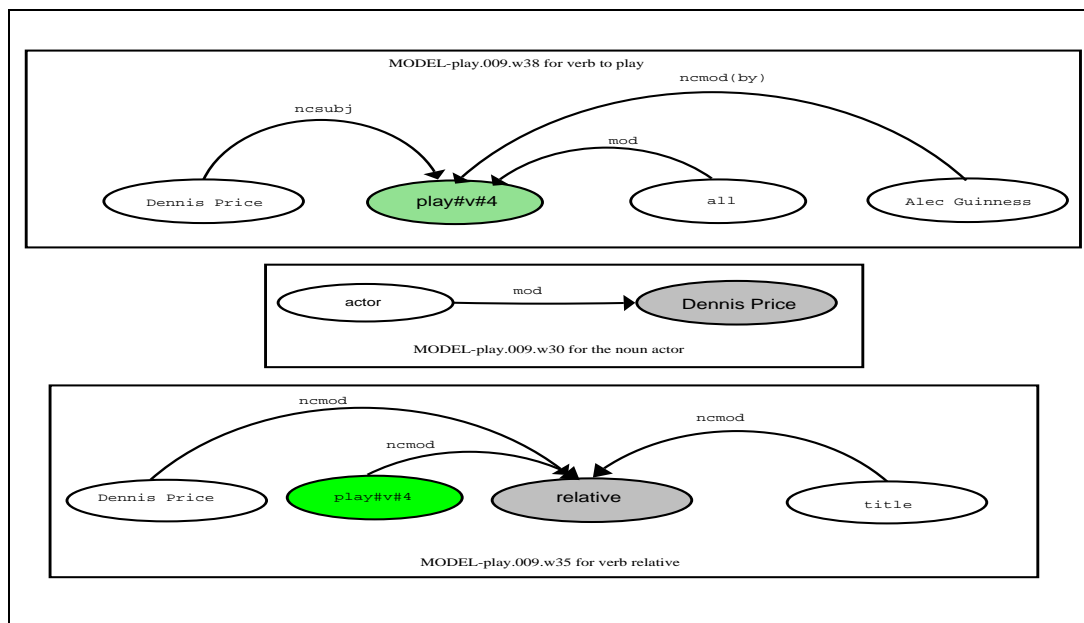 MODEL-play.009.w38 for verb to play
ncmod(by)
ncsubj
mod
Dennis Price
play#v#4
all
Alec Guinness
mod
actor
Dennis Price
MODEL-play.009.w30 for the noun actor
ncmod
ncmod
ncmod
Dennis Price
play#v#4
relative
title
MODEL-play.009.w35 for verb relative